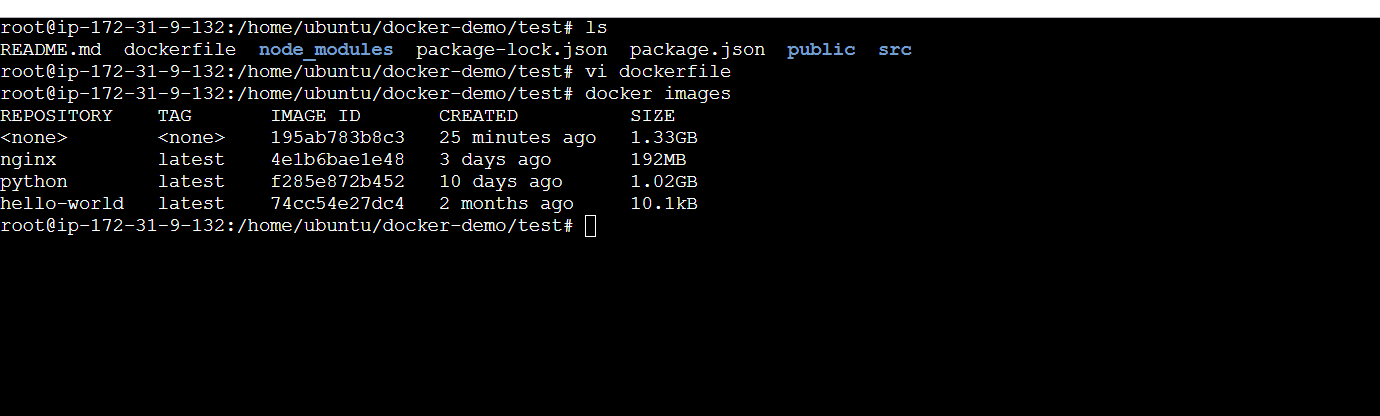 root@ip-172-31-9-132:/home/ubuntu/docker-demo/test# ls
README.md  dockerfile  node_modules  package-lock.json  package.json  public  src
root@ip-172-31-9-132:/home/ubuntu/docker-demo/test# vi dockerfile
root@ip-172-31-9-132:/home/ubuntu/docker-demo/test# docker images
REPOSITORY    TAG       IMAGE ID       CREATED          SIZE
<none>        <none>    195ab783b8c3   25 minutes ago   1.33GB
nginx         latest    4e1b6bae1e48   3 days ago       192MB
python        latest    f285e872b452   10 days ago      1.02GB
hello-world   latest    74cc54e27dc4   2 months ago     10.1kB
root@ip-172-31-9-132:/home/ubuntu/docker-demo/test#